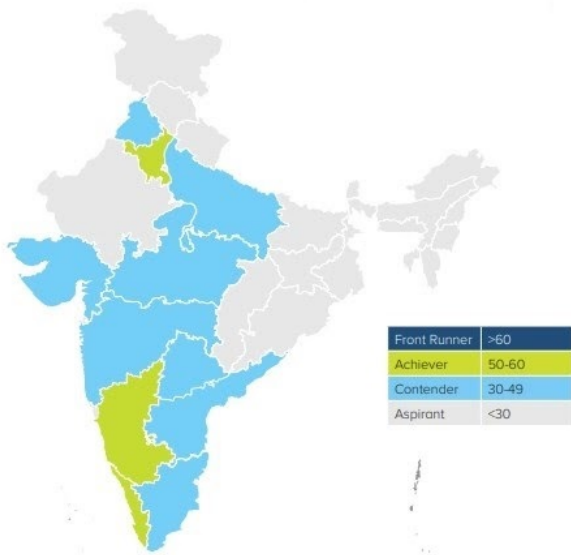 Front Runner >60
Achiever 50-60
Contender 30-49
Aspirant <30